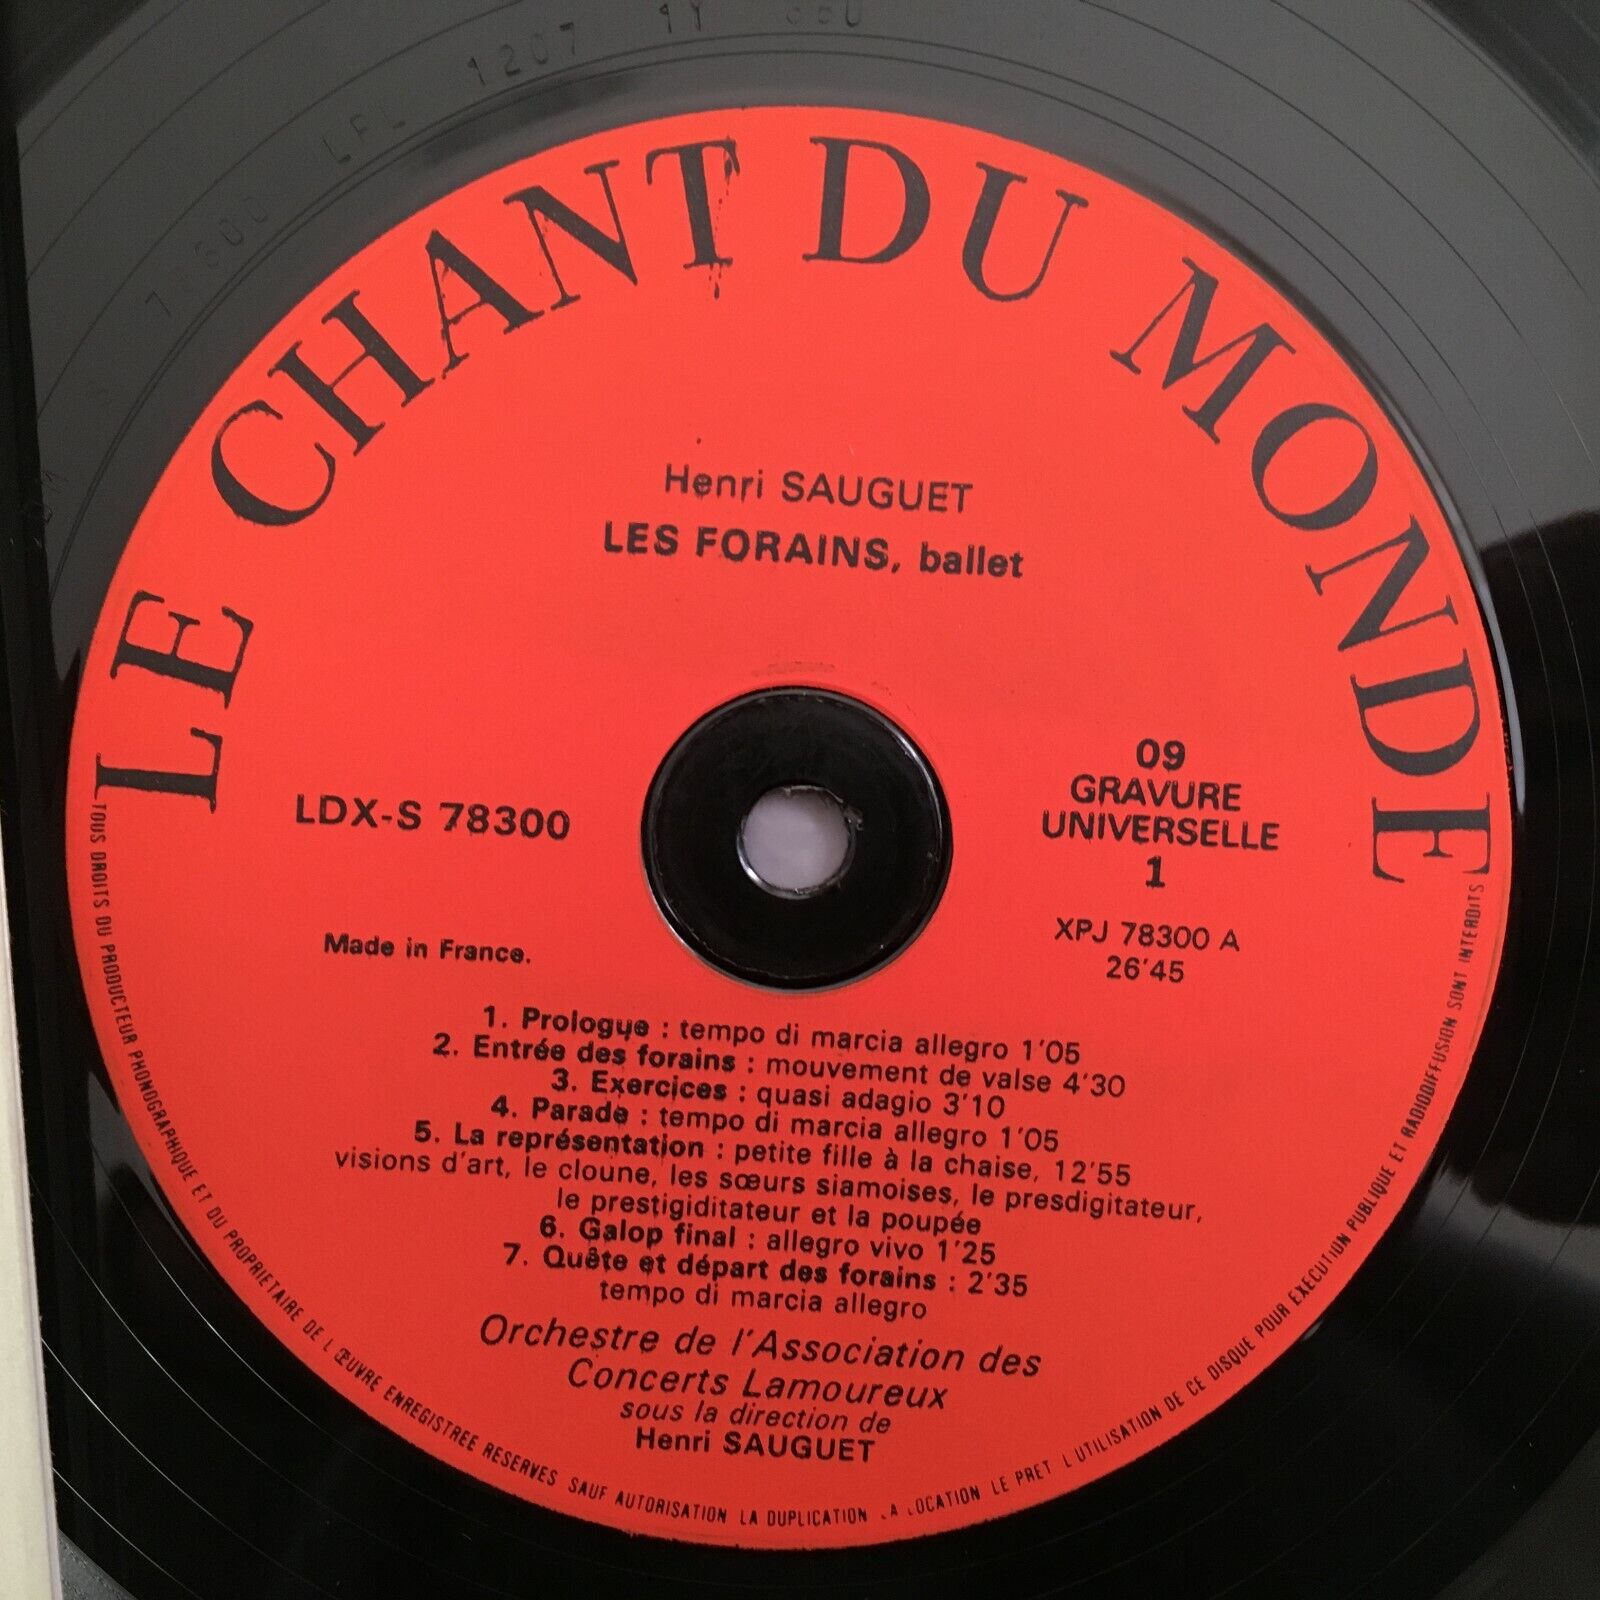 LFL 1207 1Y
LE CHANT DU MONDE
Henri SAUGUET
LES FORAINS, ballet
LDX-S 78300
09
GRAVURE
UNIVERSELLE
1
Made in France.
XPJ 78300 A
26'45
1. Prologue : tempo di marcia allegro 1'05
2. Entrée des forains : mouvement de valse 4'30
3. Exercices : quasi adagio 3'10
4. Parade : tempo di marcia allegro 1'05
5. La représentation : petite fille à la chaise, 12'55
visions d'art, le cloune, les sœurs siamoises, le presdigitateur,
le prestigiditateur et la poupée
6. Galop final : allegro vivo 1'25
7. Quête et départ des forains : 2'35
tempo di marcia allegro
Orchestre de l'Association des
Concerts Lamoureux
sous la direction de
Henri SAUGUET
TOUS DROITS DU PRODUCTEUR PHONOGRAPHIQUE ET DU PROPRIETAIRE DE L'ŒUVRE ENREGISTREE RESERVES SAUF AUTORISATION LA DUPLICATION LA LOCATION LE PRET L'UTILISATION DE CE DISQUE POUR EXECUTION PUBLIQUE ET RADIODIFFUSION SONT INTERDITS